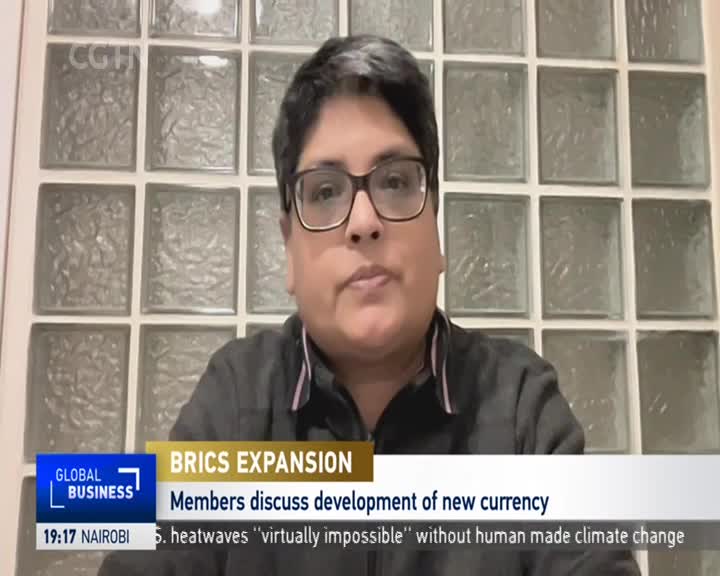 CGTN
BRICS EXPANSION
GLOBAL
BUSINESS
Members discuss development of new currency
19:17 NAIROBI
S. heatwaves "virtually impossible" without human made climate change